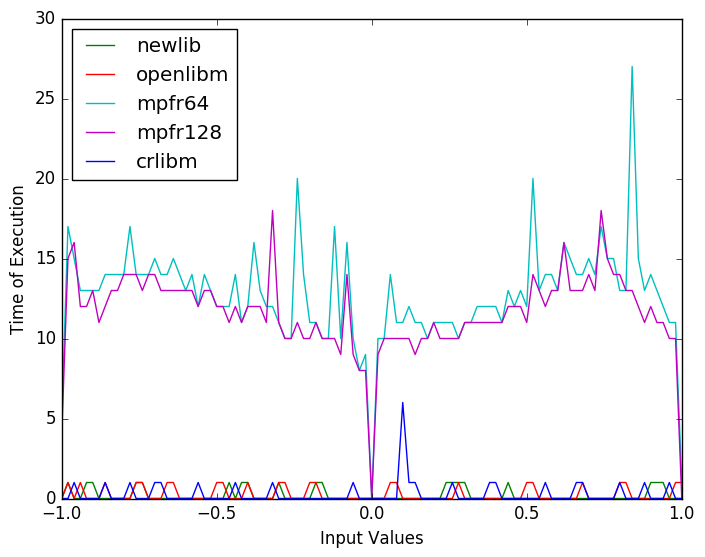 30
25
20
15
10
5
0
Time of Execution
newlib
openlibm
mpfr64
mpfr128
crlibm
−1.0 −0.5 0.0 0.5 1.0
Input Values